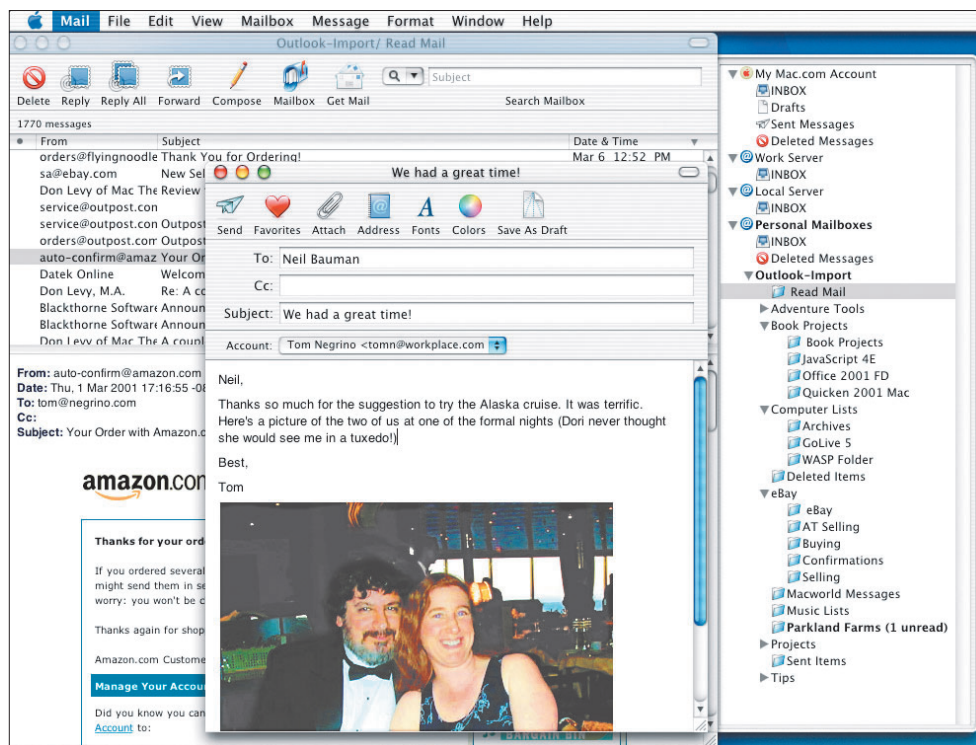 Mail File Edit View Mailbox Message Format Window Help
Outlook-Import/ Read Mail
Delete Reply Reply All Forward Compose Mailbox Get Mail
Subject
Search Mailbox
1770 messages
From Subject Date & Time
orders@flyingnoodle Thank You for Ordering! Mar 6 12:52 PM
sa@ebay.com New Sel
Don Levy of Mac The Review
service@outpost.con
service@outpost.con Outpost
orders@outpost.com Outpost
auto-confirm@amaz Your Or
Datek Online Welcom
Don Levy, M.A. Re: A co
Blackthorne Software Announ
Blackthorne Software Announ
Don Levy of Mac The A coupl
From: auto-confirm@amazon.com
Date: Thu, 1 Mar 2001 17:16:55 -08
To: tom@negrino.com
Cc:
Subject: Your Order with Amazon.c
amazon.con
Thanks for your ord
If you ordered several
might send them in se
worry: you won't be c
Thanks again for shop
Amazon.com Custome
Manage Your Accou
Did you know you can
Account to:
BARGAIN BIN
We had a great time!
Send Favorites Attach Address Fonts Colors Save As Draft
To: Neil Bauman
Cc:
Subject: We had a great time!
Account: Tom Negrino <tomn@workplace.com
Neil,
Thanks so much for the suggestion to try the Alaska cruise. It was terrific.
Here's a picture of the two of us at one of the formal nights (Dori never thought
she would see me in a tuxedo!)
Best,
Tom
My Mac.com Account
INBOX
Drafts
Sent Messages
Deleted Messages
Work Server
INBOX
Local Server
INBOX
Personal Mailboxes
INBOX
Deleted Messages
Outlook-Import
Read Mail
Adventure Tools
Book Projects
Book Projects
JavaScript 4E
Office 2001 FD
Quicken 2001 Mac
Computer Lists
Archives
GoLive 5
WASP Folder
Deleted Items
eBay
eBay
AT Selling
Buying
Confirmations
Selling
Macworld Messages
Music Lists
Parkland Farms (1 unread)
Projects
Sent Items
Tips